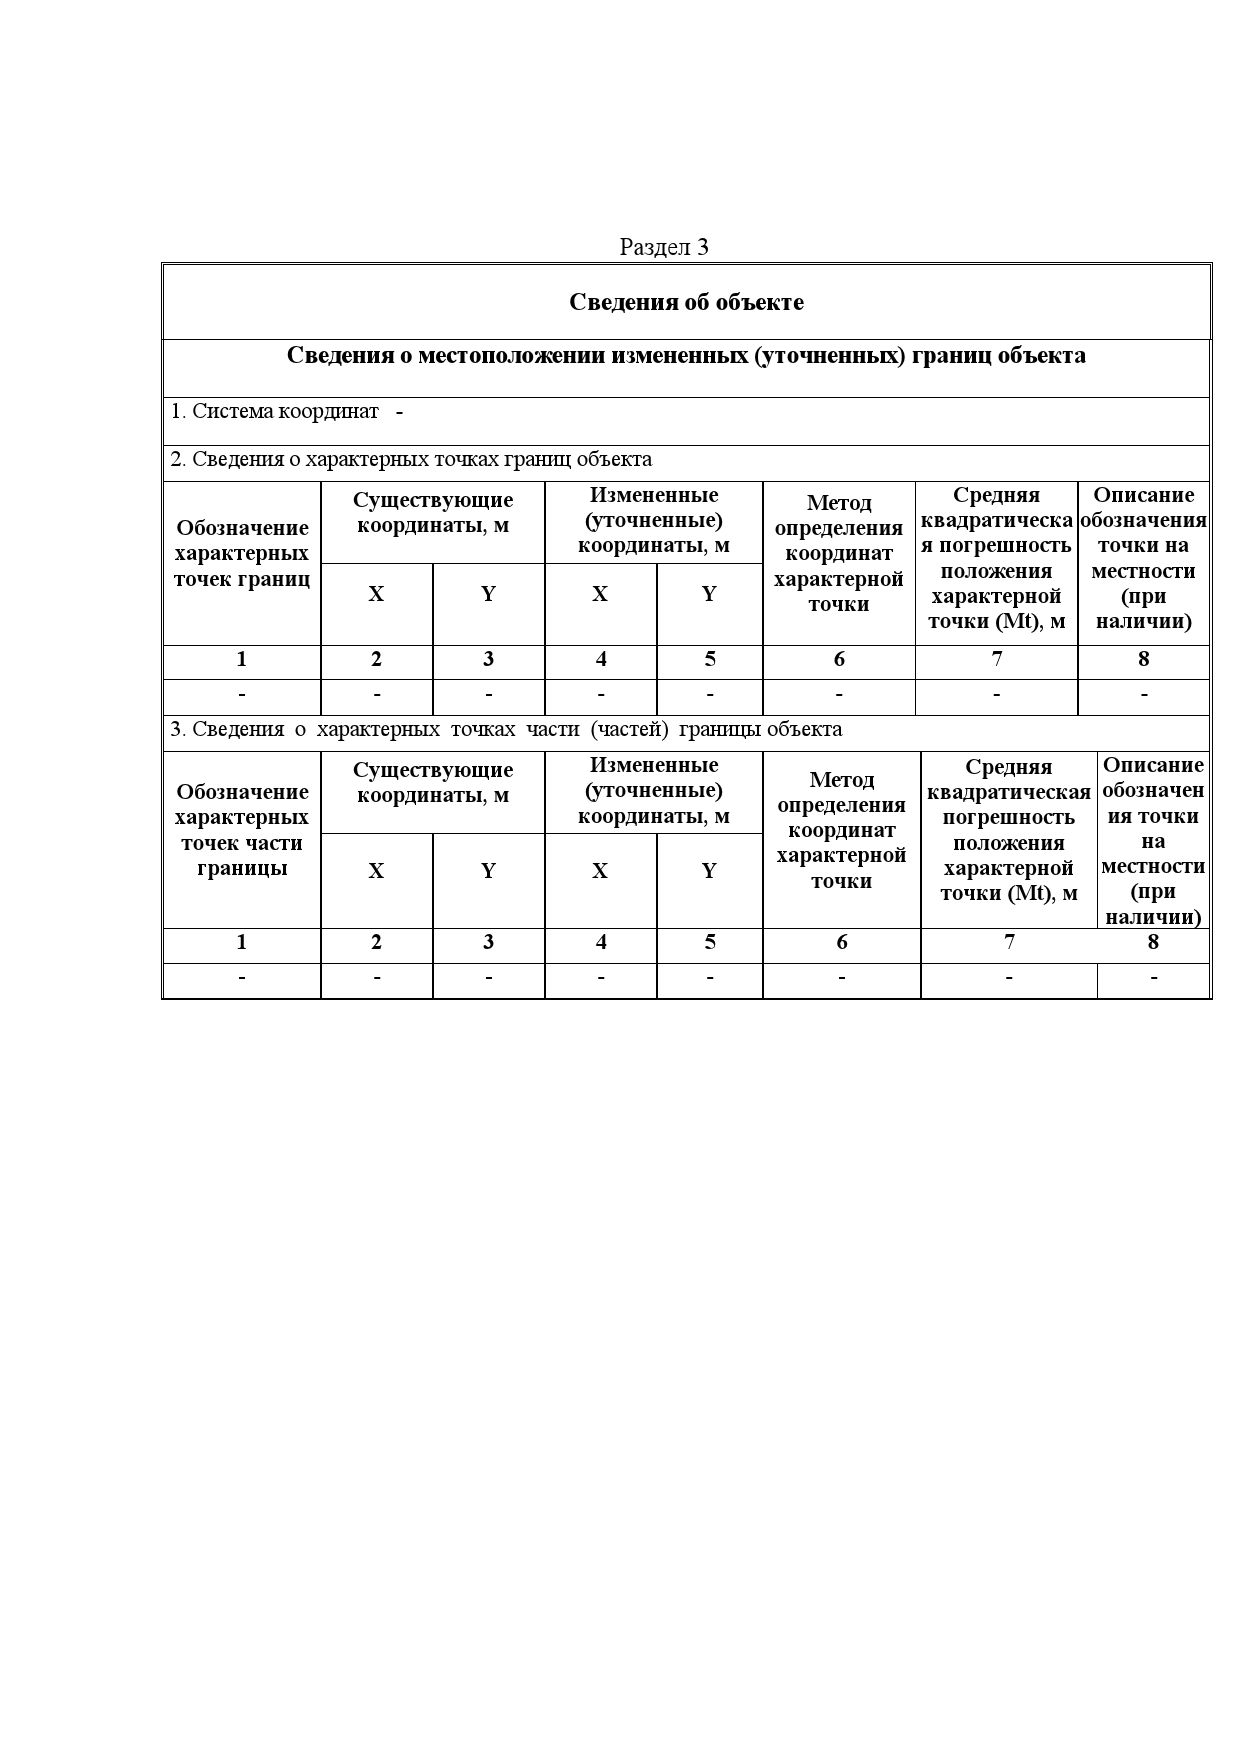 Раздел 3
Сведения об объекте
Сведения о местоположении измененных (уточненных) границ объекта
1. Система координат -
2. Сведения о характерных точках границ объекта
Обозначение
характерных
точек границ
Существующие
координаты, м
Измененные
(уточненные)
координаты, м
Метод
определения
координат
характерной
точки
Средняя
квадратическа
я погрешность
положения
характерной
точки (Mt), м
Описание
обозначения
точки на
местности
(при
наличии)
X Y X Y
1 2 3 4 5 6 7 8
- - - - - - - -
3. Сведения о характерных точках части (частей) границы объекта
Обозначение
характерных
точек части
границы
Существующие
координаты, м
Измененные
(уточненные)
координаты, м
Метод
определения
координат
характерной
точки
Средняя
квадратическая
погрешность
положения
характерной
точки (Mt), м
Описание
обозначен
ия точки
на
местности
(при
наличии)
X Y X Y
1 2 3 4 5 6 7 8
- - - - - - - -